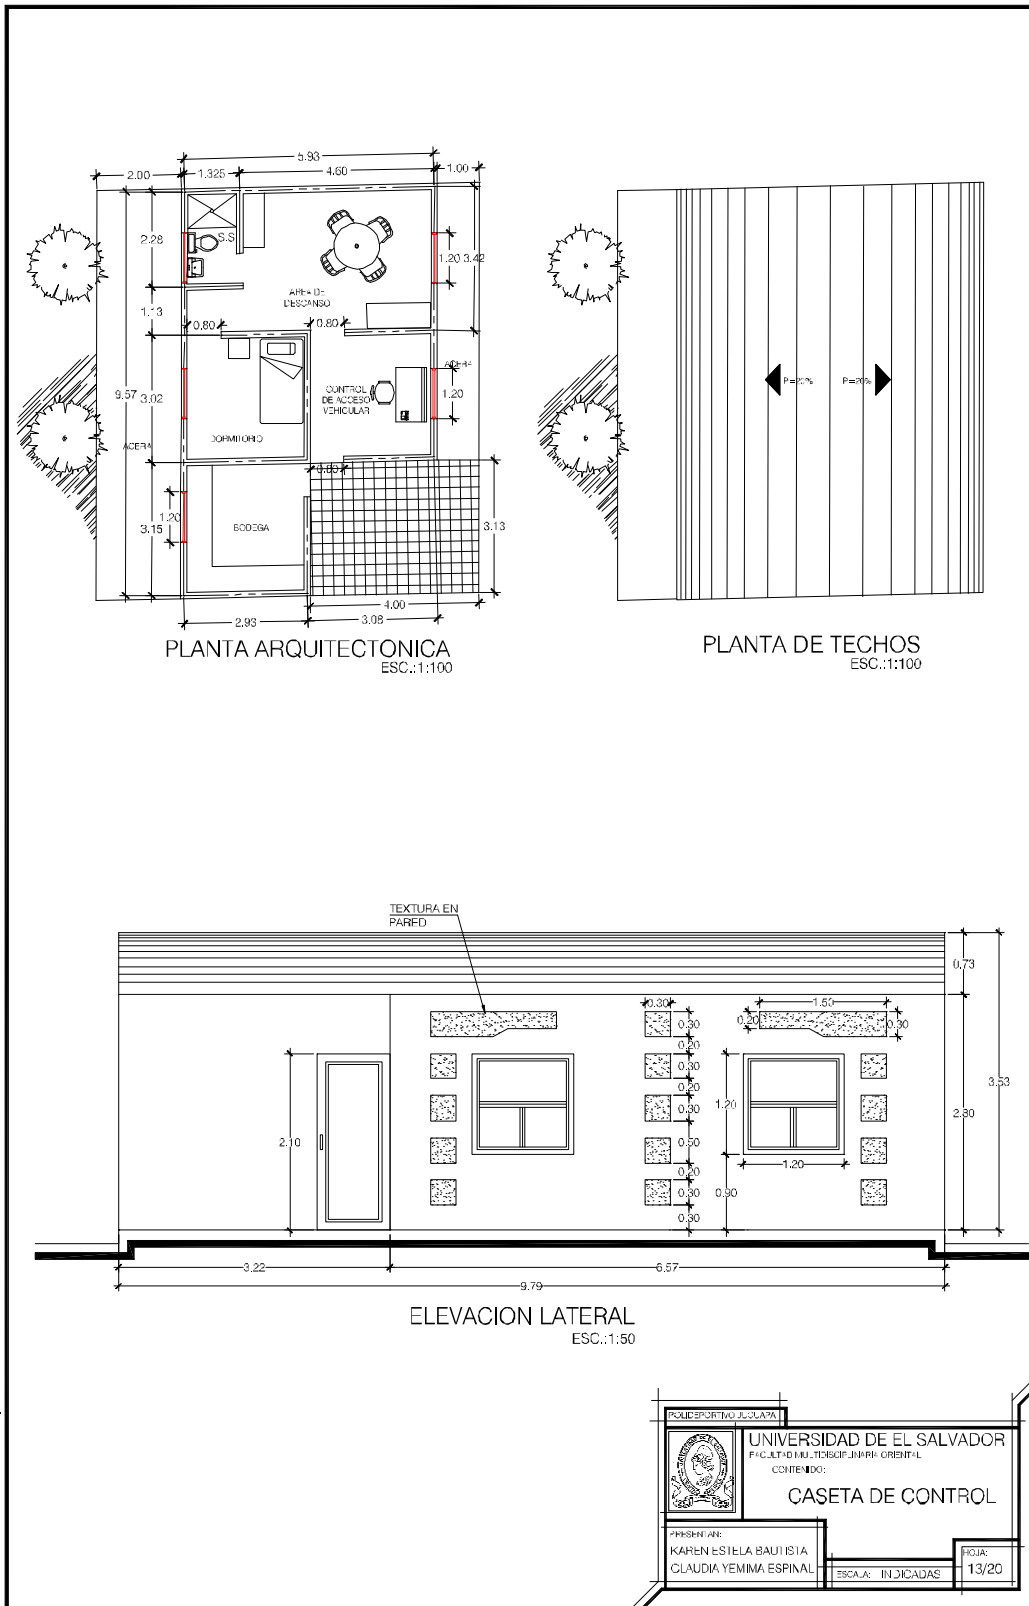 5.93
2.00
1.325
4.60
1.00
2.28
S.S
1.20
3.42
AREA DE
DESCANSO
1.13
0.80
0.80
ACERA
9.57
3.02
CONTROL
DE ACCESO
VEHICULAR
1.20
ACERA
DORMITORIO
0.80
1.20
3.15
BODEGA
3.13
4.00
2.93
3.08
PLANTA ARQUITECTONICA
ESC.:1:100
P=20%
P=20%
PLANTA DE TECHOS
ESC.:1:100
TEXTURA EN
PARED
0.73
0.30
1.50
0.30
0.20
0.30
0.20
0.30
0.20
3.53
0.30
1.20
2.80
2.10
0.50
0.20
1.20
0.30
0.90
0.30
3.22
6.57
9.79
ELEVACION LATERAL
ESC.:1:50
POLIDEPORTIVO JUCUAPA
UNIVERSIDAD DE EL SALVADOR
FACULTAD MULTIDISCIPLINARIA ORIENTAL
CONTENIDO:
CASETA DE CONTROL
PRESENTAN:
KAREN ESTELA BAUTISTA
CLAUDIA YEMIMA ESPINAL
ESCALA: INDICADAS
HOJA:
13/20